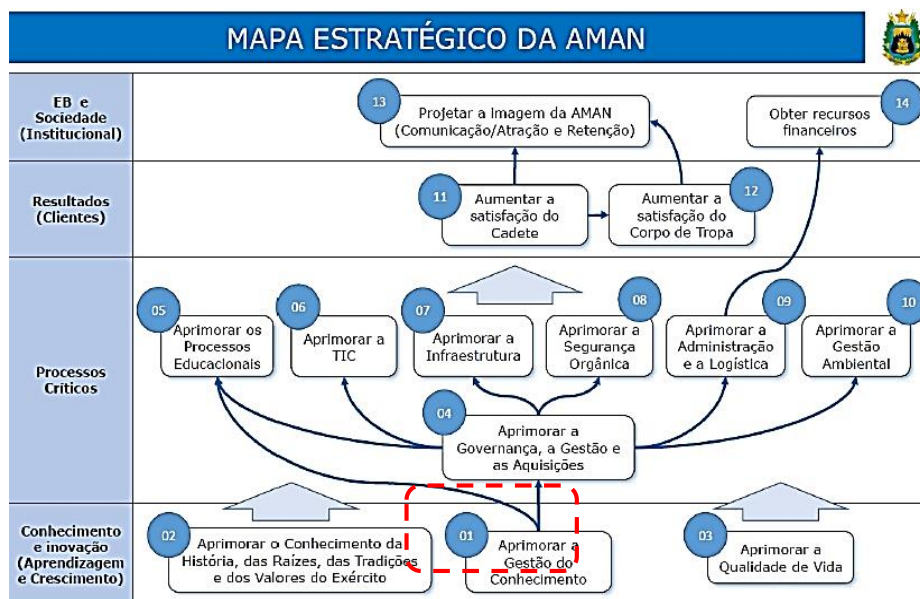 MAPA ESTRATÉGICO DA AMAN
EB e
Sociedade
(Institucional)
13
Projetar a Imagem da AMAN
(Comunicação/Atração e Retenção)
14
Obter recursos
financeiros
Resultados
(Clientes)
11
Aumentar a
satisfação do
Cadete
12
Aumentar a
satisfação do
Corpo de Tropa
Processos
Críticos
05
Aprimorar os
Processos
Educacionais
06
Aprimorar a
TIC
07
Aprimorar a
Infraestrutura
08
Aprimorar a
Segurança
Orgânica
09
Aprimorar a
Administração
e a Logística
10
Aprimorar a
Gestão
Ambiental
04
Aprimorar a
Governança, a Gestão e
as Aquisições
Conhecimento
e inovação
(Aprendizagem
e Crescimento)
02
Aprimorar o Conhecimento da
História, das Raízes, das Tradições
e dos Valores do Exército
01
Aprimorar a
Gestão do
Conhecimento
03
Aprimorar a
Qualidade de Vida